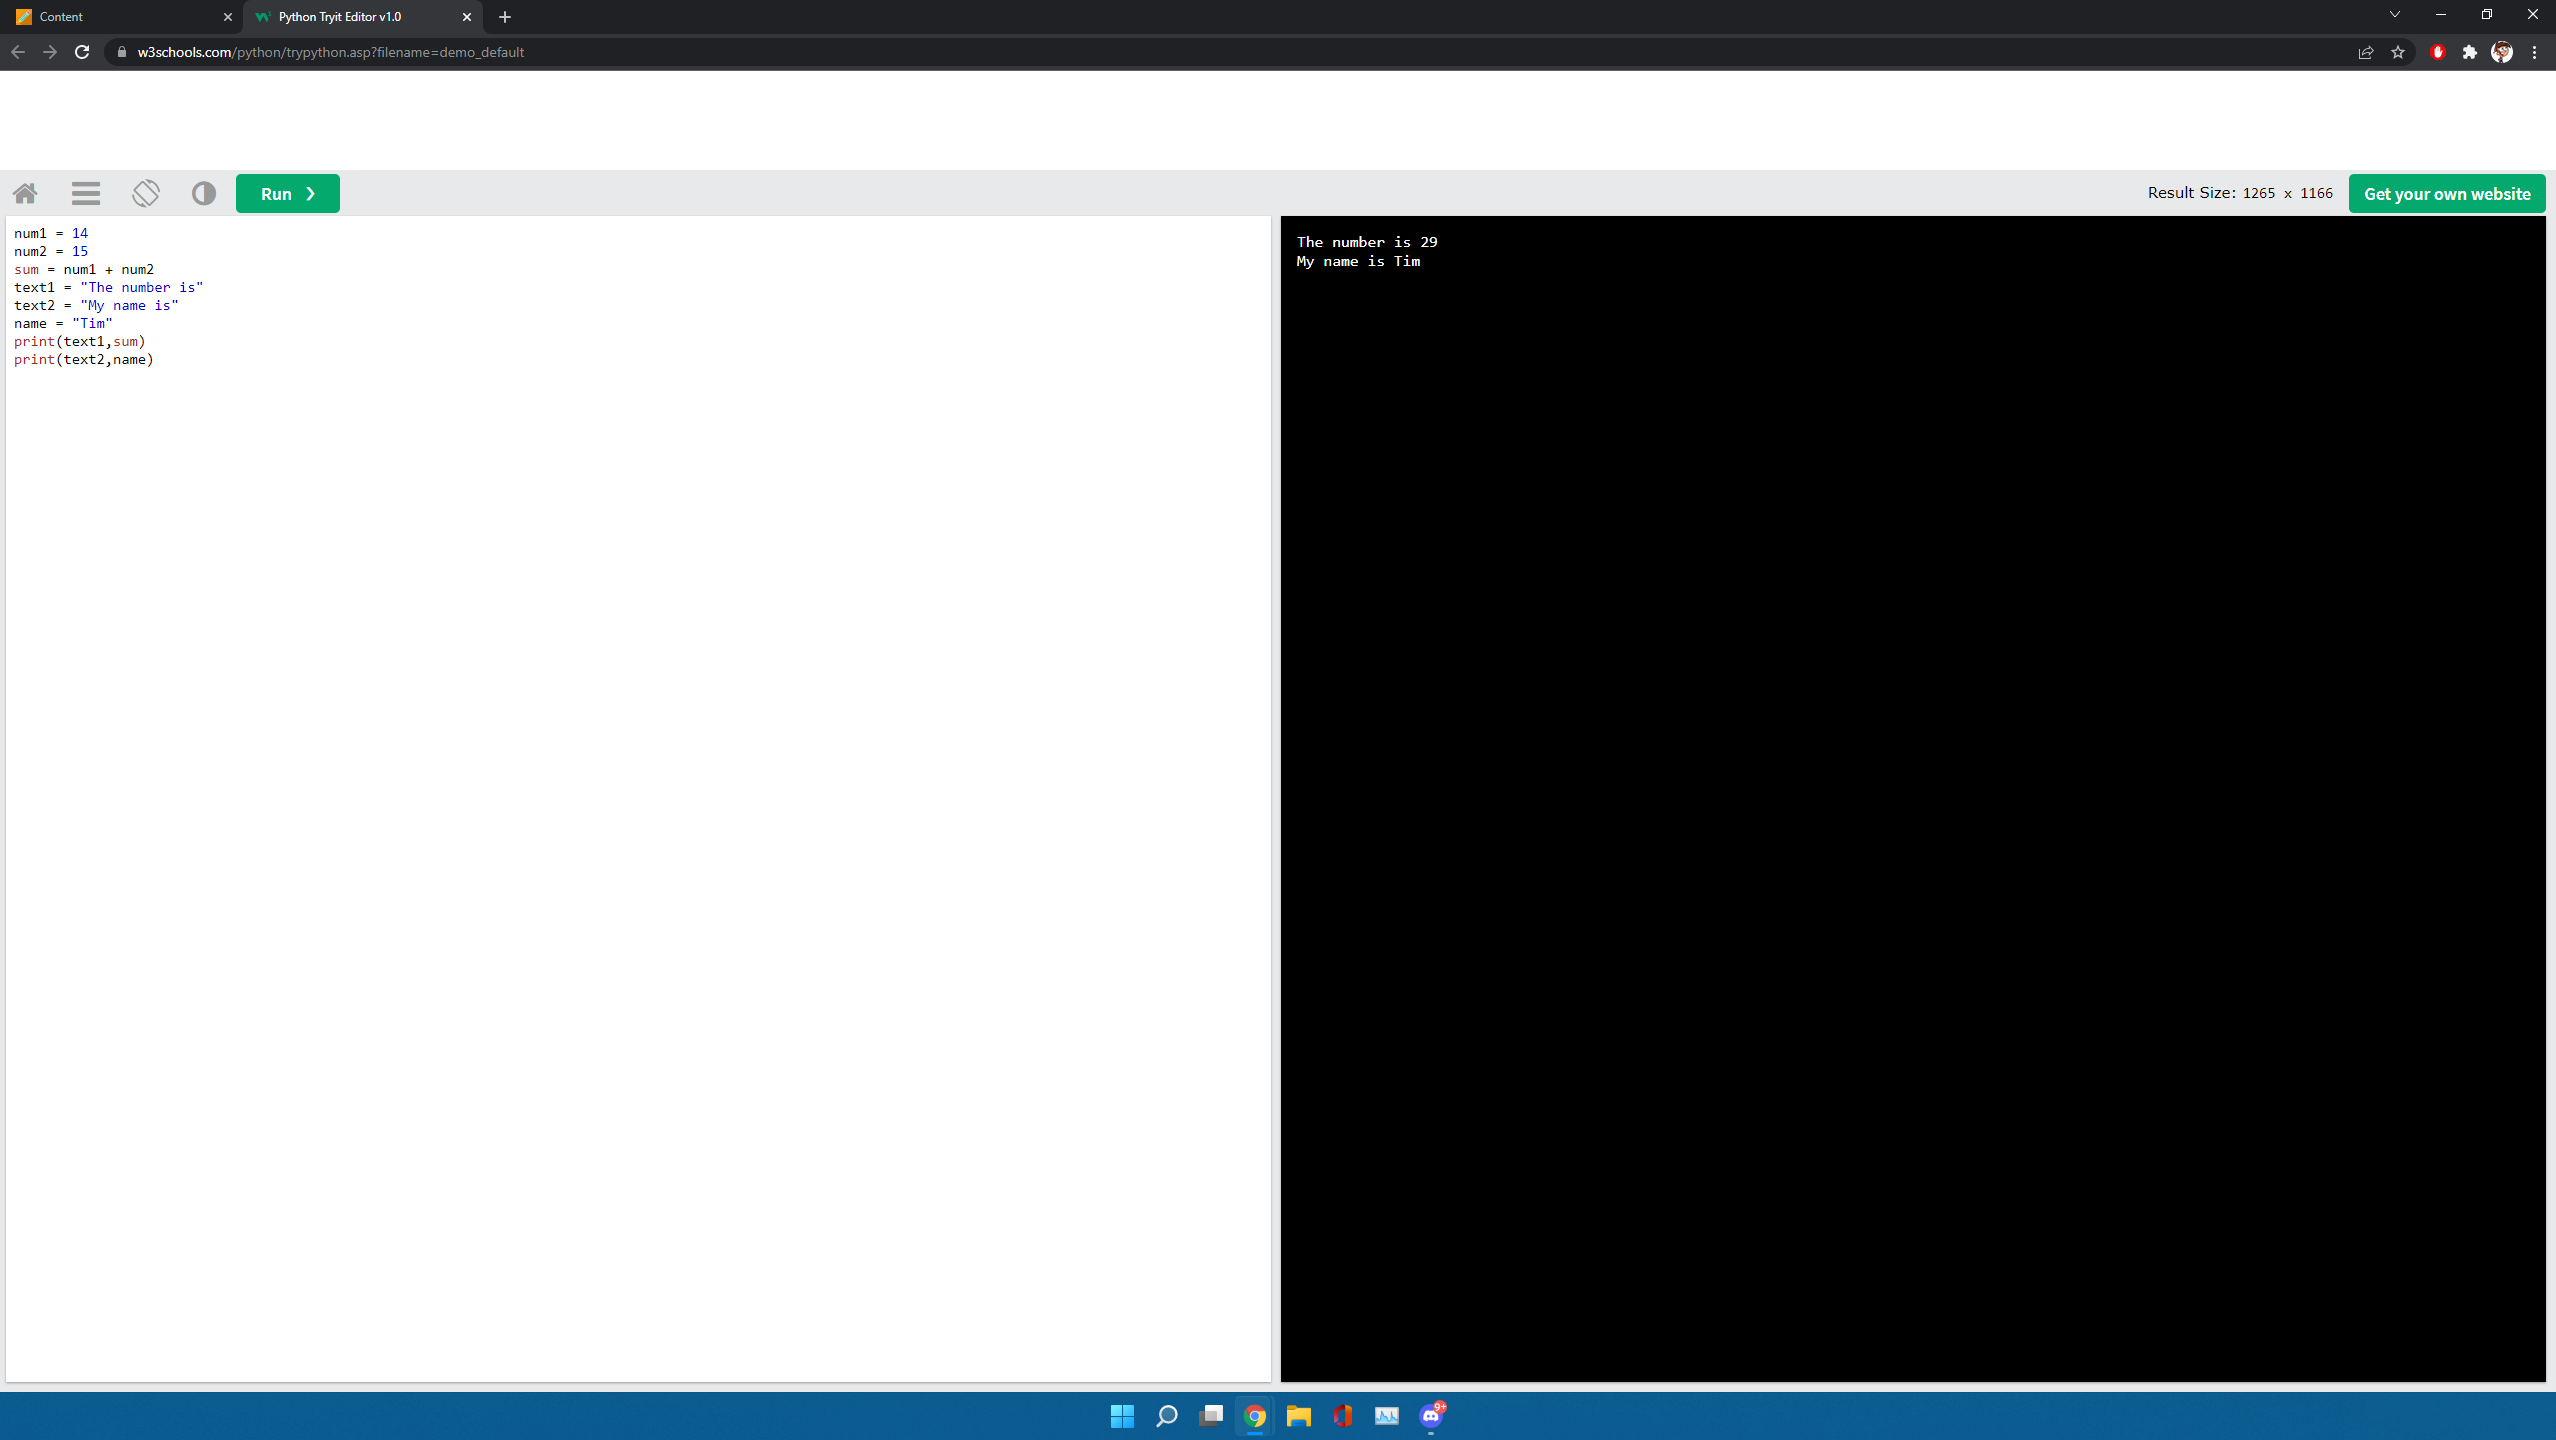 Content
Python Tryit Editor v1.0
w3schools.com/python/trypython.asp?filename=demo_default
Run ❯
Result Size: 1265 x 1166
Get your own website
num1 = 14
num2 = 15
sum = num1 + num2
text1 = "The number is"
text2 = "My name is"
name = "Tim"
print(text1,sum)
print(text2,name)
The number is 29
My name is Tim
9+